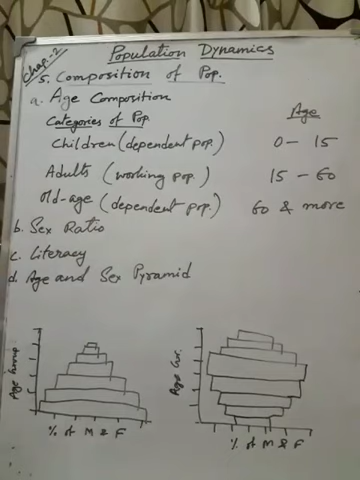 Chap.-2
Population Dynamics
5. Composition of Pop.
a. Age Composition
Categories of Pop. Age
Children (dependent pop.) 0 - 15
Adults (working pop.) 15 - 60
Old-age (dependent pop.) 60 & more
b. Sex Ratio
c. Literacy
d. Age and Sex Pyramid
Age Group
% of M & F
Age Gr.
% of M & F